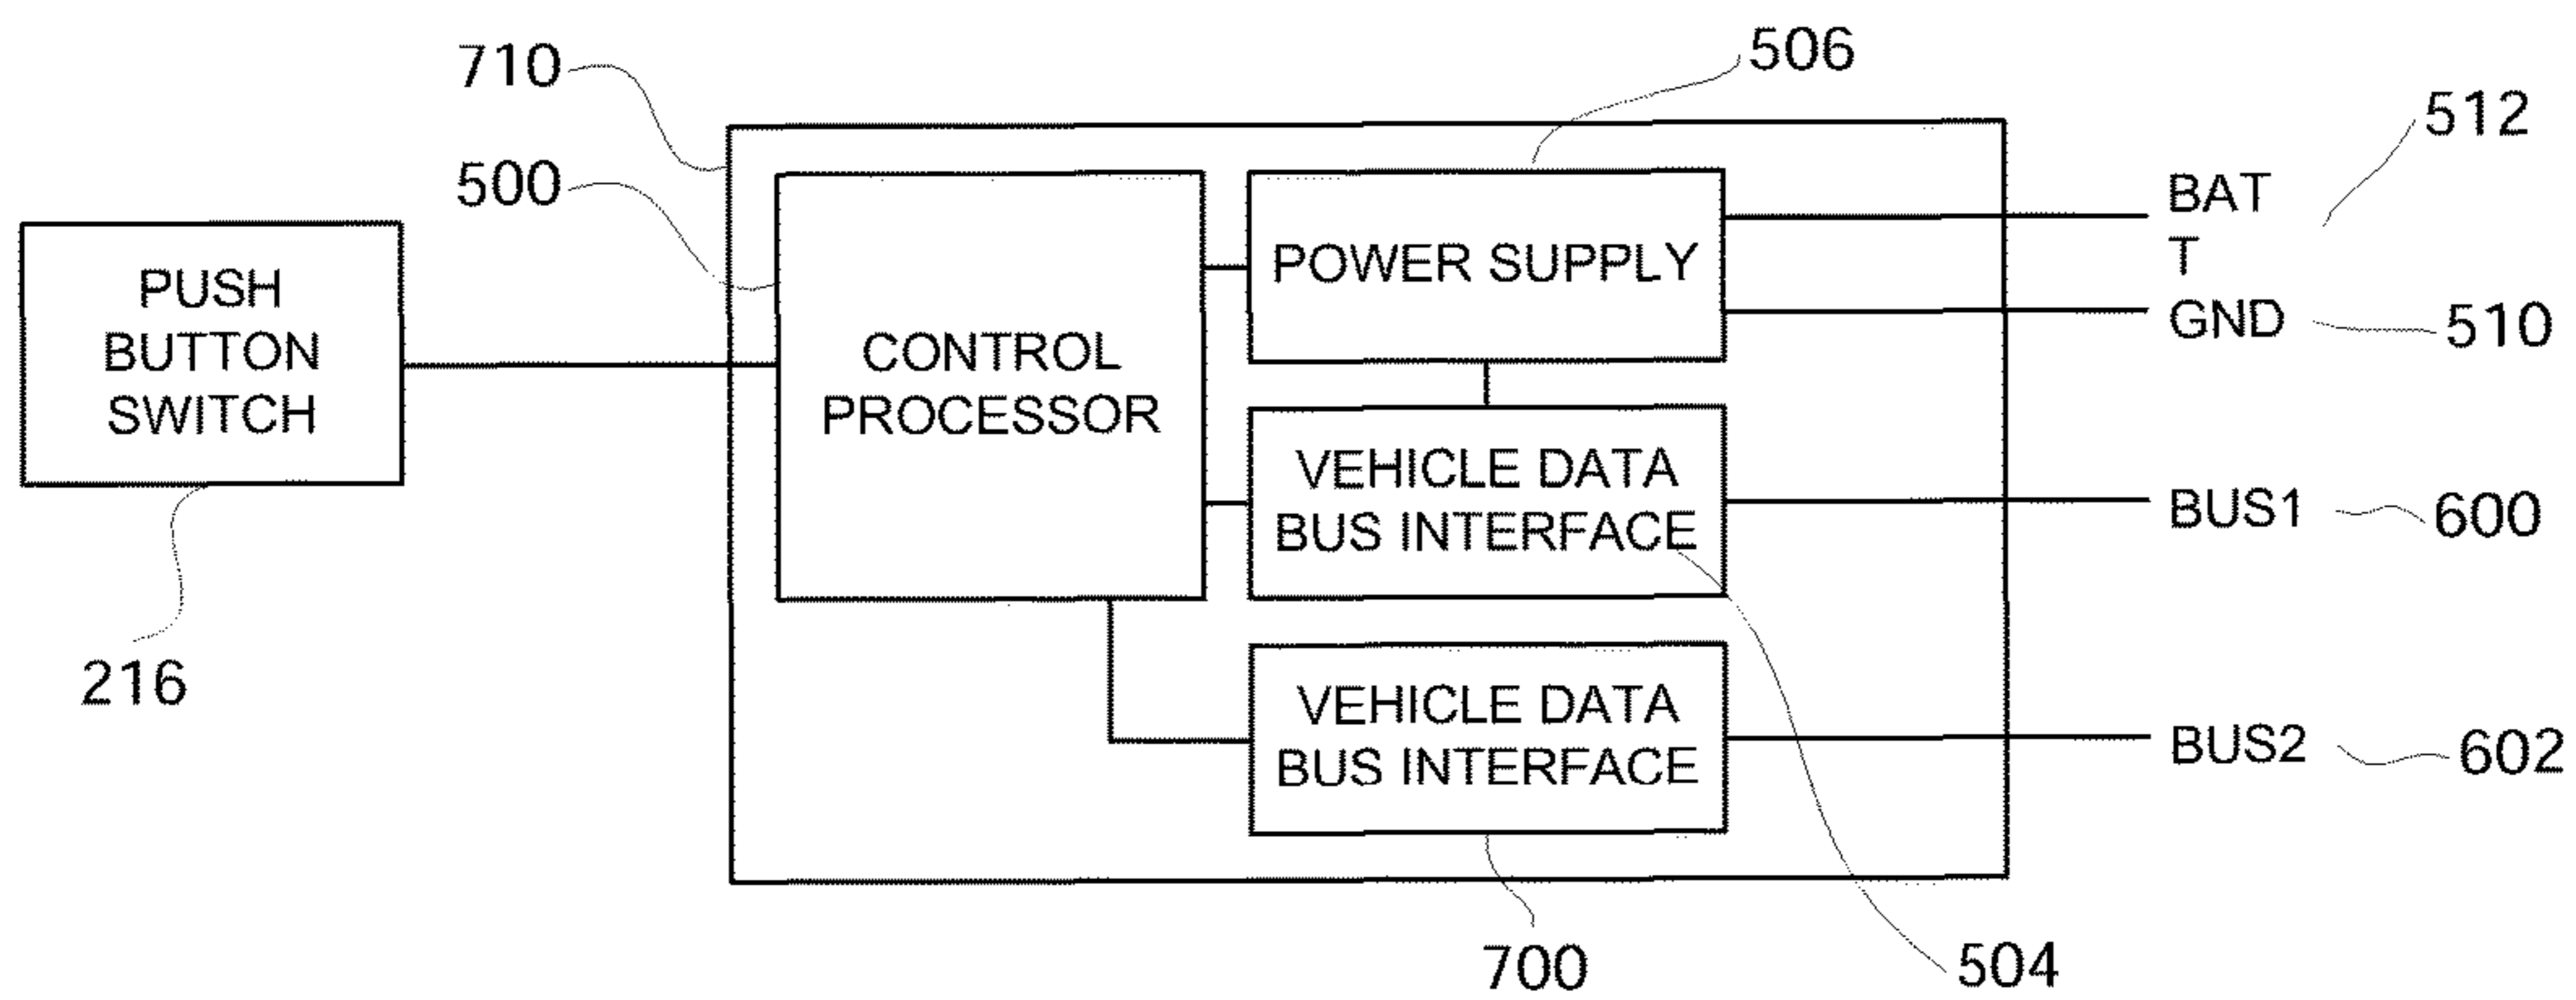 710
506
512
500
BAT
T
PUSH
BUTTON
SWITCH
POWER SUPPLY
GND
510
CONTROL
PROCESSOR
VEHICLE DATA
BUS INTERFACE
BUS1
600
216
VEHICLE DATA
BUS INTERFACE
BUS2
602
700
504